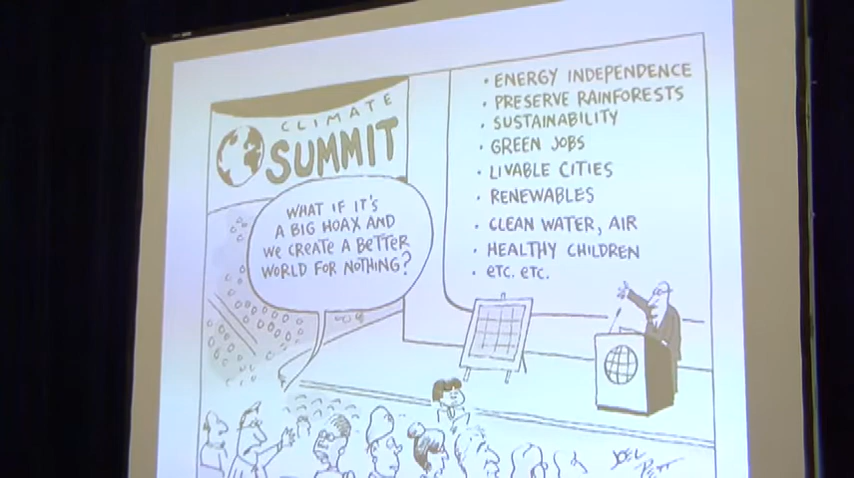 CLIMATE
SUMMIT
WHAT IF IT'S
A BIG HOAX AND
WE CREATE A BETTER
WORLD FOR NOTHING?
• ENERGY INDEPENDENCE
• PRESERVE RAINFORESTS
• SUSTAINABILITY
• GREEN JOBS
• LIVABLE CITIES
• RENEWABLES
• CLEAN WATER, AIR
• HEALTHY CHILDREN
• ETC. ETC.
JOEL PETT